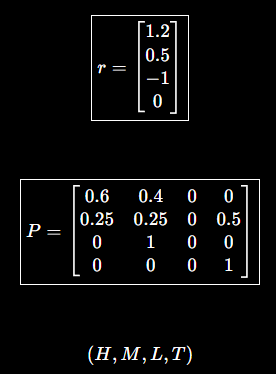 r = [1.2
0.5
−1
0]
P = [0.6 0.4 0 0
0.25 0.25 0 0.5
0 1 0 0
0 0 0 1]
(H, M, L, T)